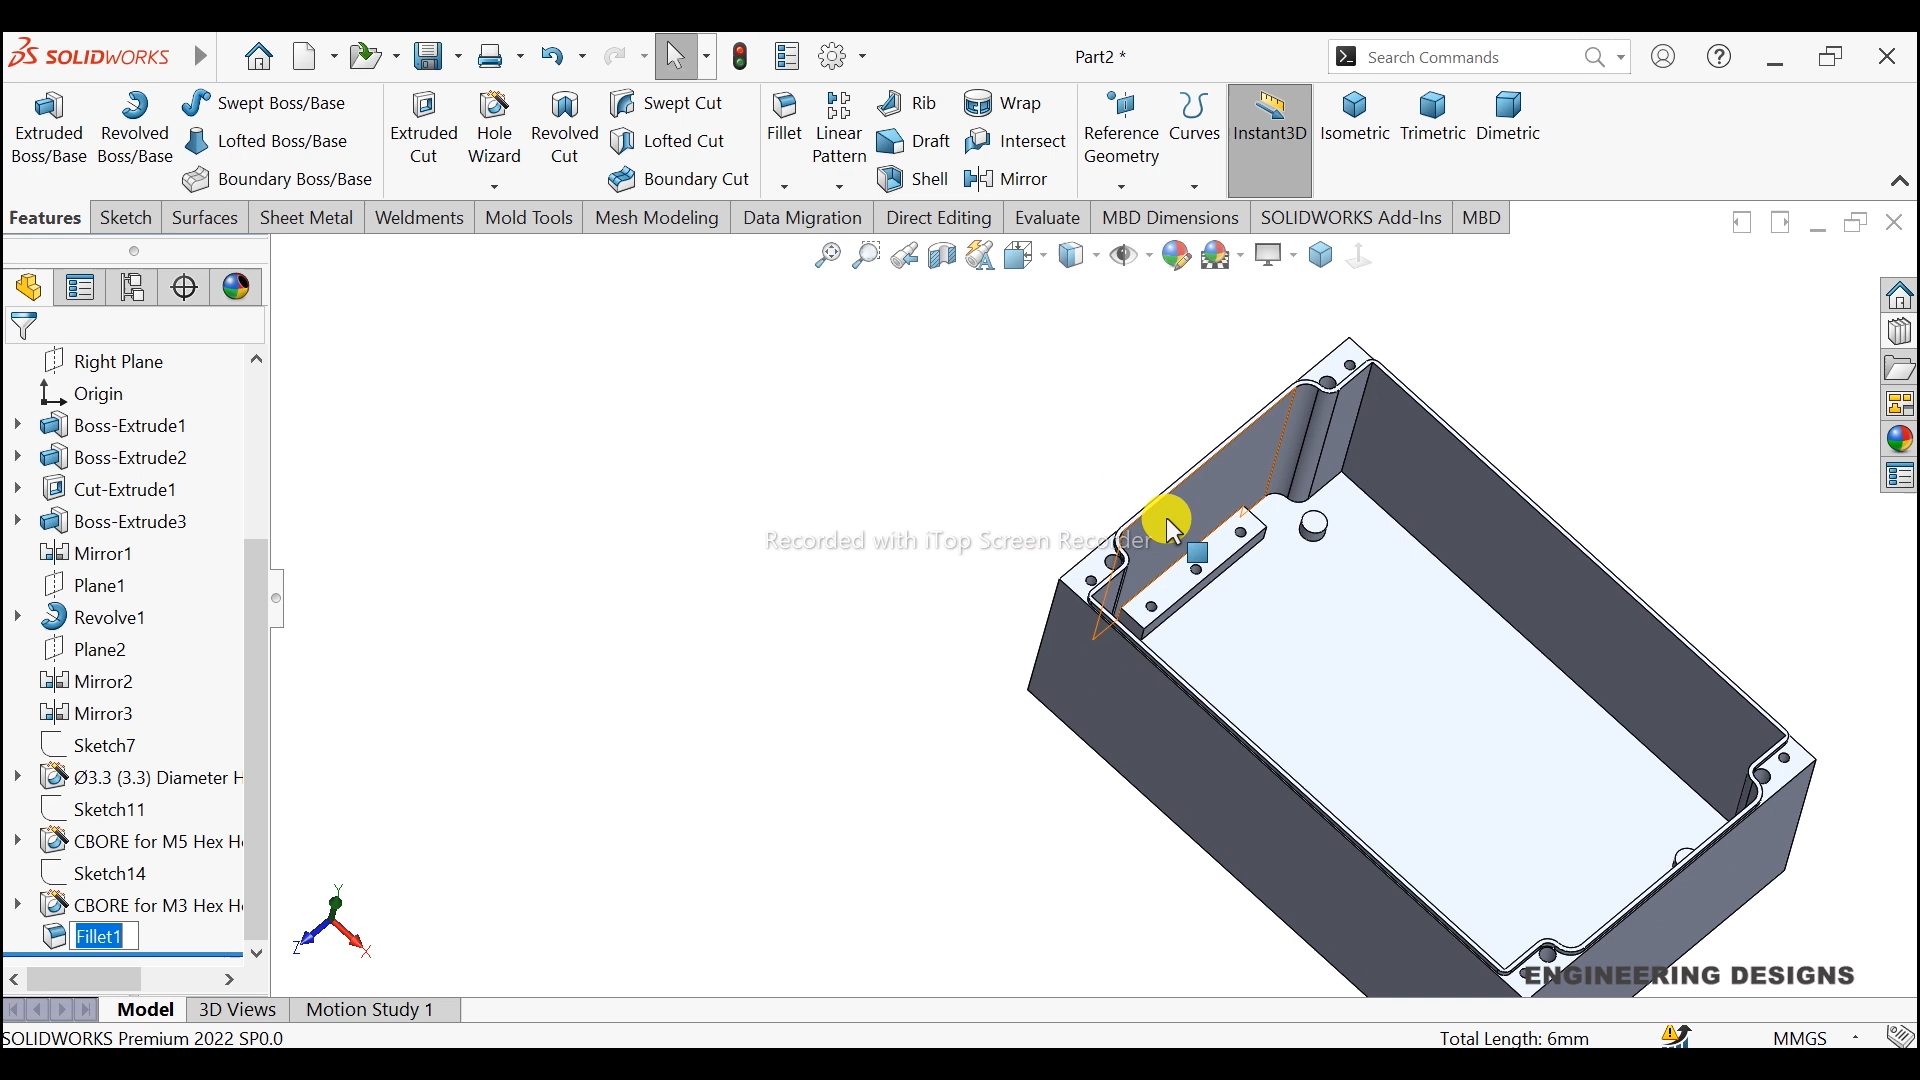 SOLIDWORKS
Part2 *
Search Commands
Extruded Boss/Base
Revolved Boss/Base
Swept Boss/Base
Lofted Boss/Base
Boundary Boss/Base
Extruded Cut
Hole Wizard
Revolved Cut
Swept Cut
Lofted Cut
Boundary Cut
Fillet
Linear Pattern
Rib
Draft
Shell
Wrap
Intersect
Mirror
Reference Geometry
Curves
Instant3D
Isometric
Trimetric
Dimetric
Features
Sketch
Surfaces
Sheet Metal
Weldments
Mold Tools
Mesh Modeling
Data Migration
Direct Editing
Evaluate
MBD Dimensions
SOLIDWORKS Add-Ins
MBD
Right Plane
Origin
Boss-Extrude1
Boss-Extrude2
Cut-Extrude1
Boss-Extrude3
Mirror1
Plane1
Revolve1
Plane2
Mirror2
Mirror3
Sketch7
Ø3.3 (3.3) Diameter H
Sketch11
CBORE for M5 Hex H
Sketch14
CBORE for M3 Hex H
Fillet1
Recorded with iTop Screen Recorder
Y
Z
X
ENGINEERING DESIGNS
Model
3D Views
Motion Study 1
SOLIDWORKS Premium 2022 SP0.0
Total Length: 6mm
MMGS